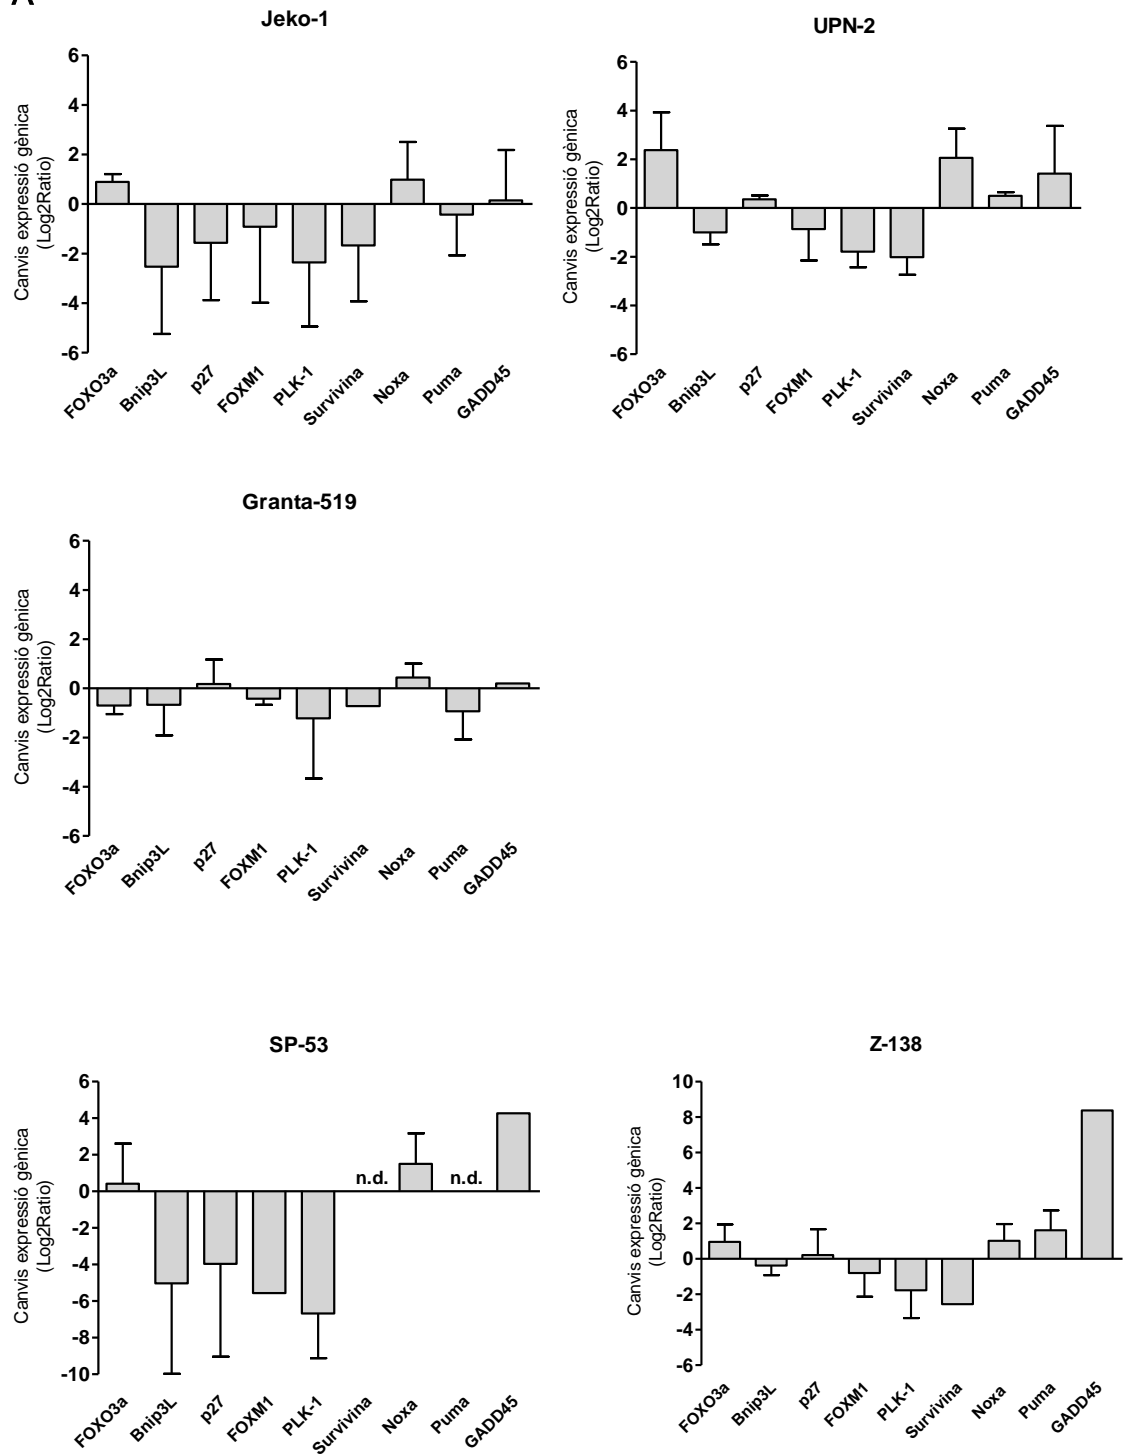 A
Jeko-1
6
4
2
0
-2
-4
-6
Canvis expressió gènica
(Log2Ratio)
FOXO3a
Bnip3L
p27
FOXM1
PLK-1
Survivina
Noxa
Puma
GADD45
UPN-2
6
4
2
0
-2
-4
-6
Canvis expressió gènica
(Log2Ratio)
FOXO3a
Bnip3L
p27
FOXM1
PLK-1
Survivina
Noxa
Puma
GADD45
Granta-519
6
4
2
0
-2
-4
-6
Canvis expressió gènica
(Log2Ratio)
FOXO3a
Bnip3L
p27
FOXM1
PLK-1
Survivina
Noxa
Puma
GADD45
SP-53
6
4
2
0
-2
-4
-6
-8
-10
Canvis expressió gènica
(Log2Ratio)
n.d.
n.d.
FOXO3a
Bnip3L
p27
FOXM1
PLK-1
Survivina
Noxa
Puma
GADD45
Z-138
10
8
6
4
2
0
-2
-4
-6
Canvis expressió gènica
(Log2Ratio)
FOXO3a
Bnip3L
p27
FOXM1
PLK-1
Survivina
Noxa
Puma
GADD45